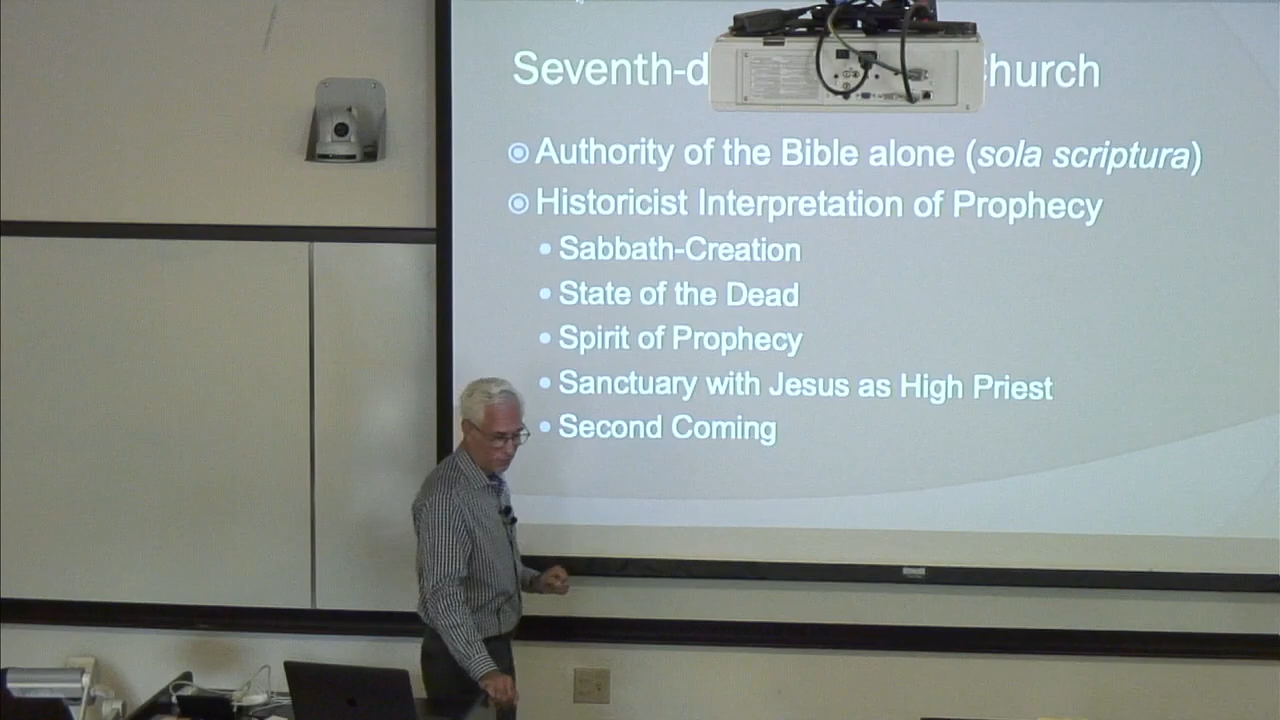 Seventh-d hurch
Authority of the Bible alone (sola scriptura)
Historicist Interpretation of Prophecy
Sabbath-Creation
State of the Dead
Spirit of Prophecy
Sanctuary with Jesus as High Priest
Second Coming